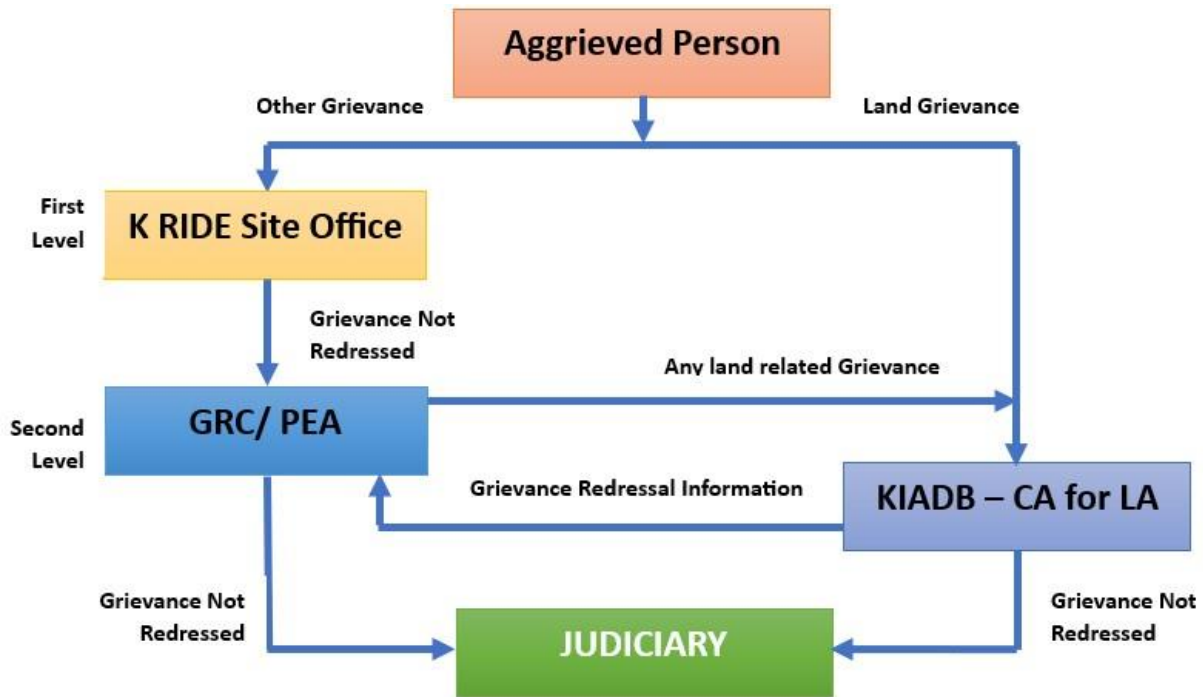 Aggrieved Person
Other Grievance
Land Grievance
First
Level
K RIDE Site Office
Grievance Not
Redressed
Any land related Grievance
Second
Level
GRC/ PEA
Grievance Redressal Information
KIADB – CA for LA
Grievance Not
Redressed
JUDICIARY
Grievance Not
Redressed